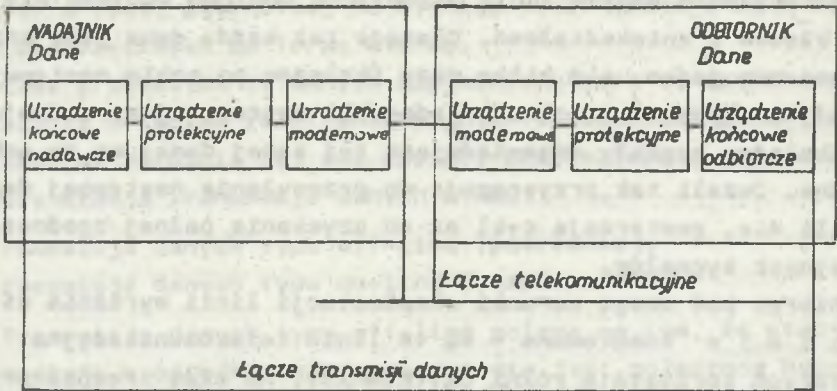 NADAJNIK
Dane
Urządzenie
końcowe
nadawcze
Urządzenie
protekcyjne
Urządzenie
modemowe
ODBIORNIK
Dane
Urządzenie
modemowe
Urządzenie
protekcyjne
Urządzenie
końcowe
odbiorcze
Łącze telekomunikacyjne
Łącze transmisji danych